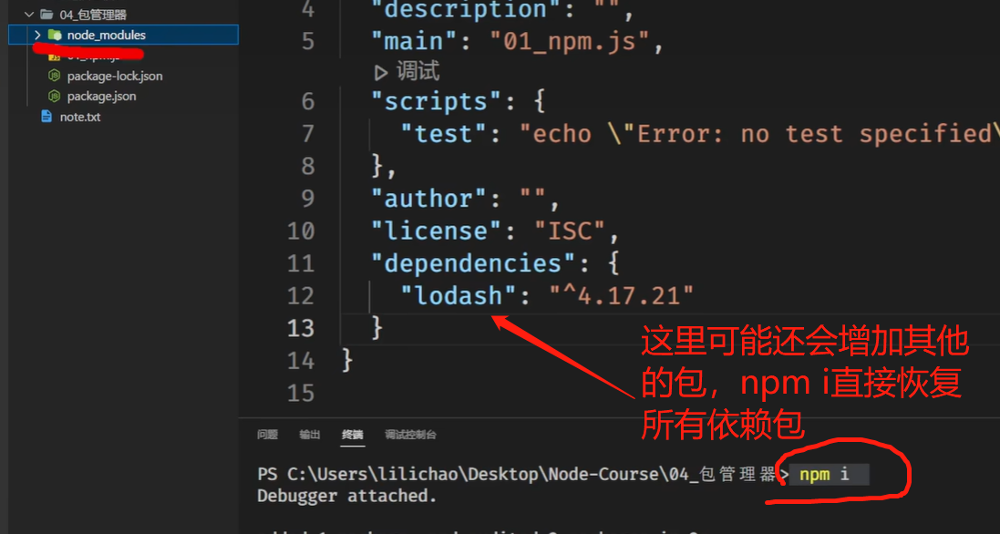 04_包管理器
node_modules
package-lock.json
package.json
note.txt
4 "description": "",
5 "main": "01_npm.js",
调试
6 "scripts": {
7 "test": "echo \"Error: no test specified\
8 },
9 "author": "",
10 "license": "ISC",
11 "dependencies": {
12 "lodash": "^4.17.21"
13 }
14 }
15
这里可能还会增加其他
的包，npm i直接恢复
所有依赖包
问题 输出 终端 调试控制台
PS C:\Users\lilichao\Desktop\Node-Course\04_包管理器> npm i
Debugger attached.